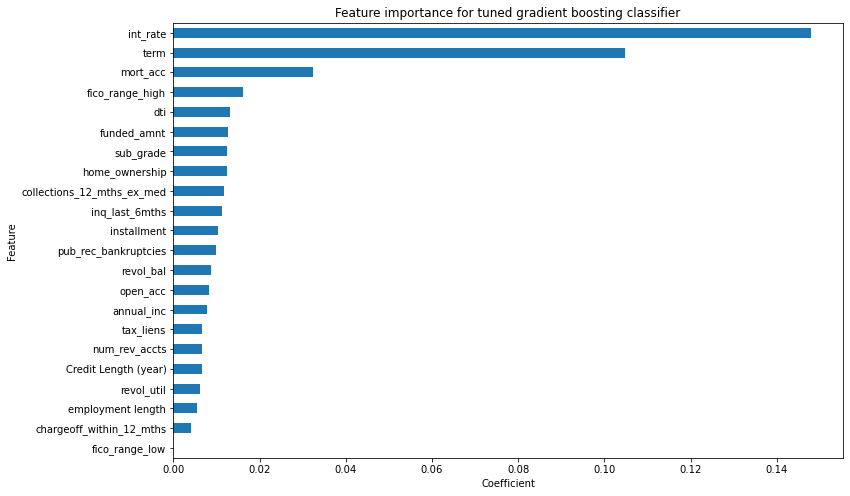 Feature importance for tuned gradient boosting classifier
int_rate
term
mort_acc
fico_range_high
dti
funded_amnt
sub_grade
home_ownership
collections_12_mths_ex_med
inq_last_6mths
installment
pub_rec_bankruptcies
revol_bal
open_acc
annual_inc
tax_liens
num_rev_accts
Credit Length (year)
revol_util
employment length
chargeoff_within_12_mths
fico_range_low
Feature
0.00 0.02 0.04 0.06 0.08 0.10 0.12 0.14
Coefficient